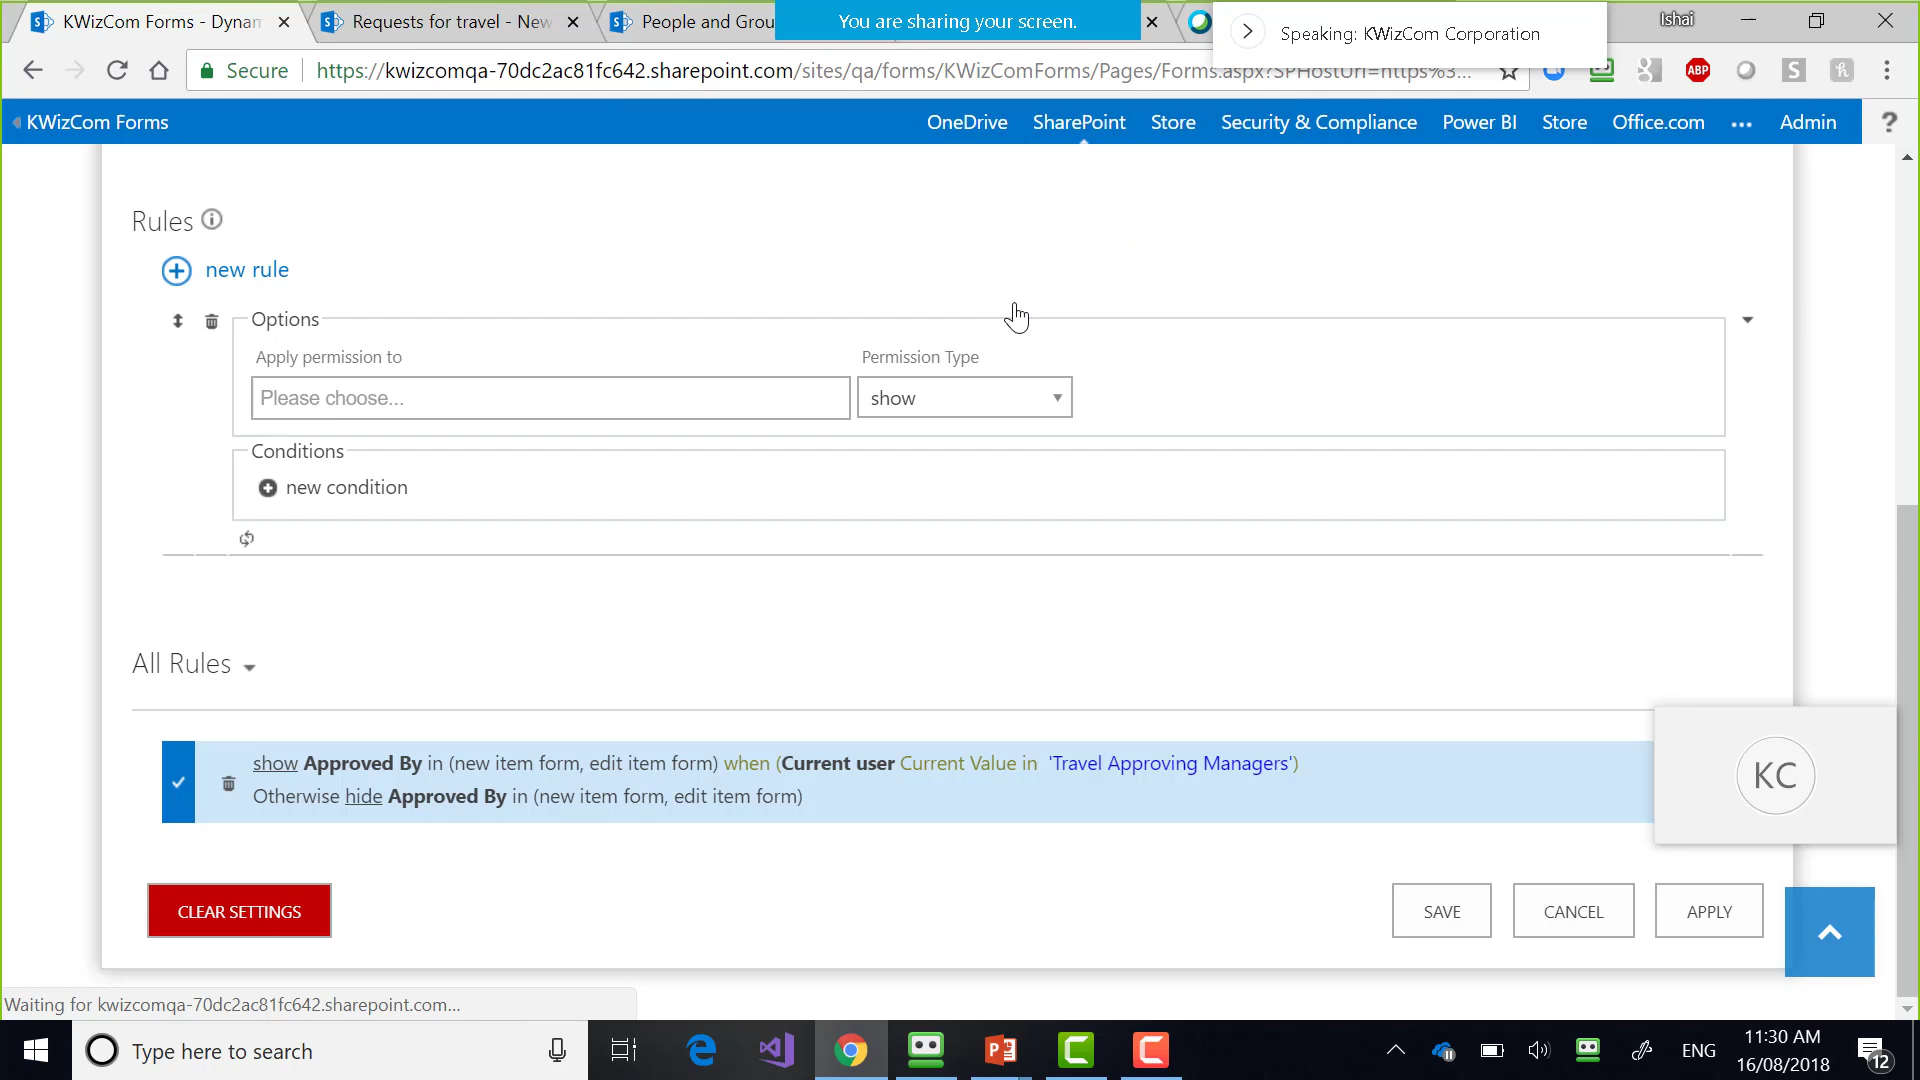 KWizCom Forms - Dynam
Requests for travel - New
People and Grou
You are sharing your screen.
Speaking: KWizCom Corporation
Ishai
Secure
https://kwizcomqa-70dc2ac81fc642.sharepoint.com/sites/qa/forms/KWizComForms/Pages/Forms.aspx?SPHostUrl=https%3...
ABP
S
h
KWizCom Forms
OneDrive
SharePoint
Store
Security & Compliance
Power BI
Store
Office.com
...
Admin
?
Rules
new rule
Options
Apply permission to
Permission Type
Please choose...
show
Conditions
new condition
All Rules
show Approved By in (new item form, edit item form) when (Current user Current Value in 'Travel Approving Managers')
Otherwise hide Approved By in (new item form, edit item form)
KC
CLEAR SETTINGS
SAVE
CANCEL
APPLY
Waiting for kwizcomqa-70dc2ac81fc642.sharepoint.com...
Type here to search
ENG
11:30 AM
16/08/2018
12